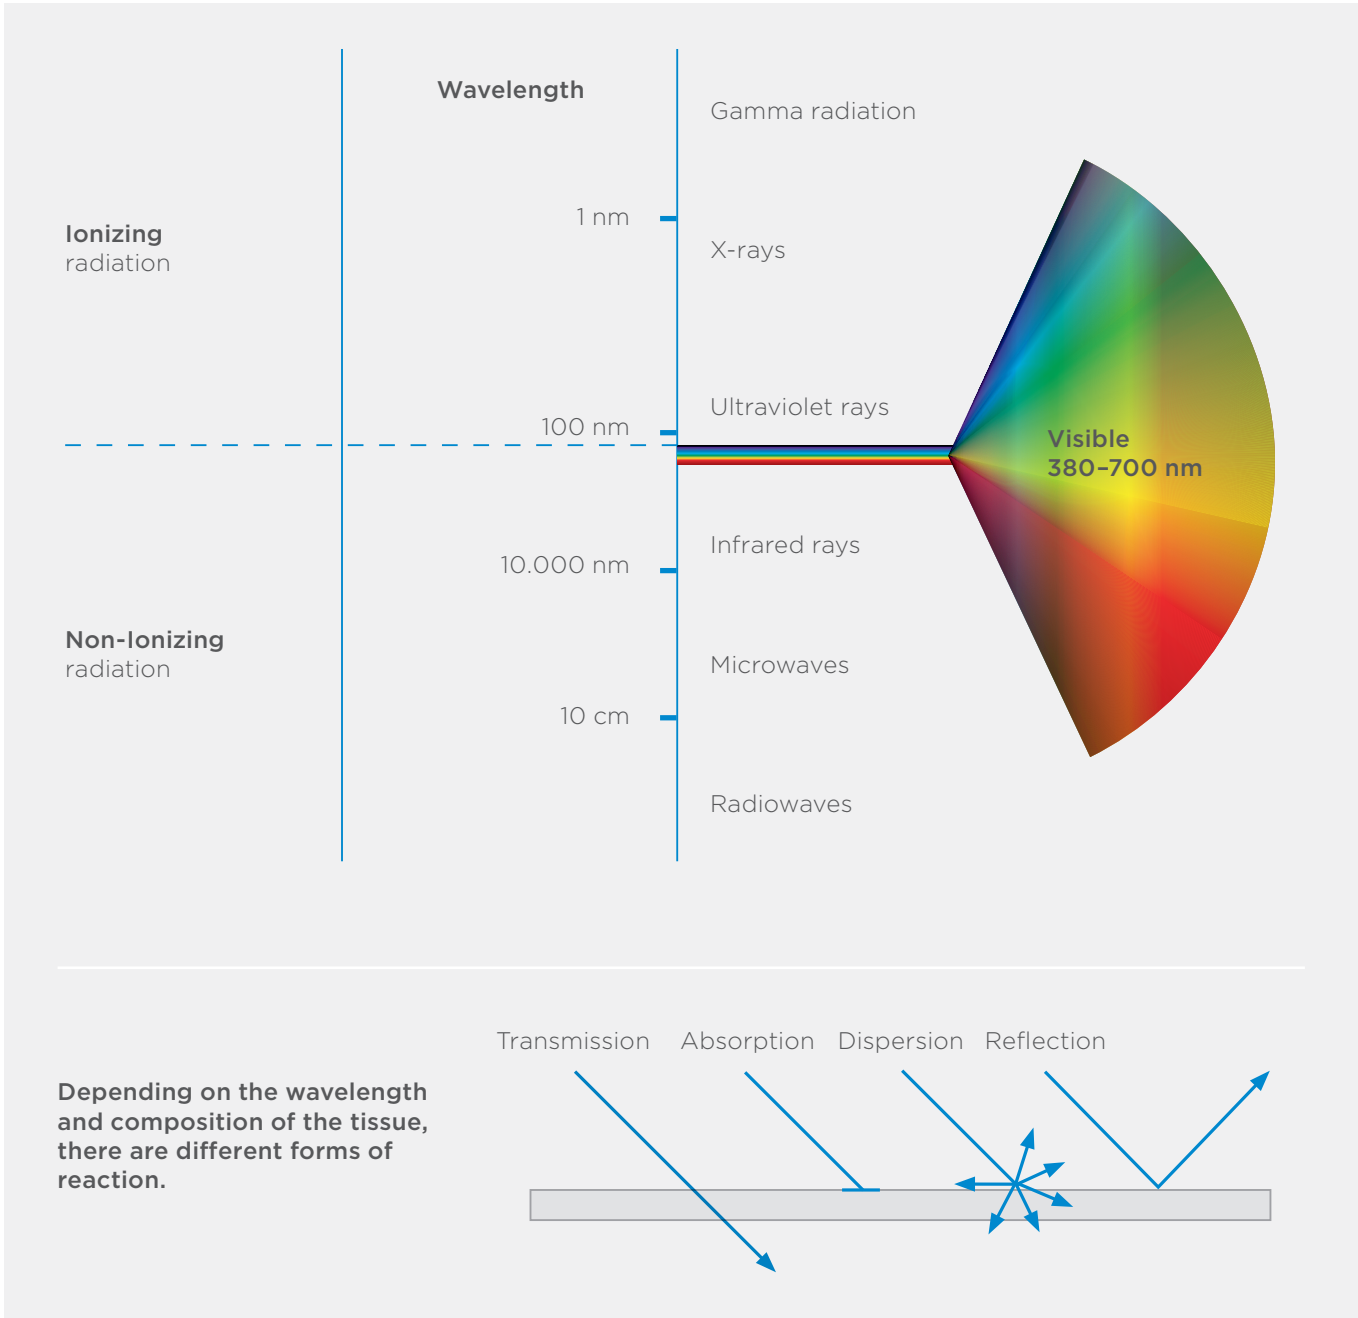 Wavelength
Gamma radiation
1 nm
Ionizing
radiation
X-rays
Ultraviolet rays
100 nm
Visible
380–700 nm
Infrared rays
10.000 nm
Non-Ionizing
radiation
Microwaves
10 cm
Radiowaves
Transmission
Absorption
Dispersion
Reflection
Depending on the wavelength
and composition of the tissue,
there are different forms of
reaction.